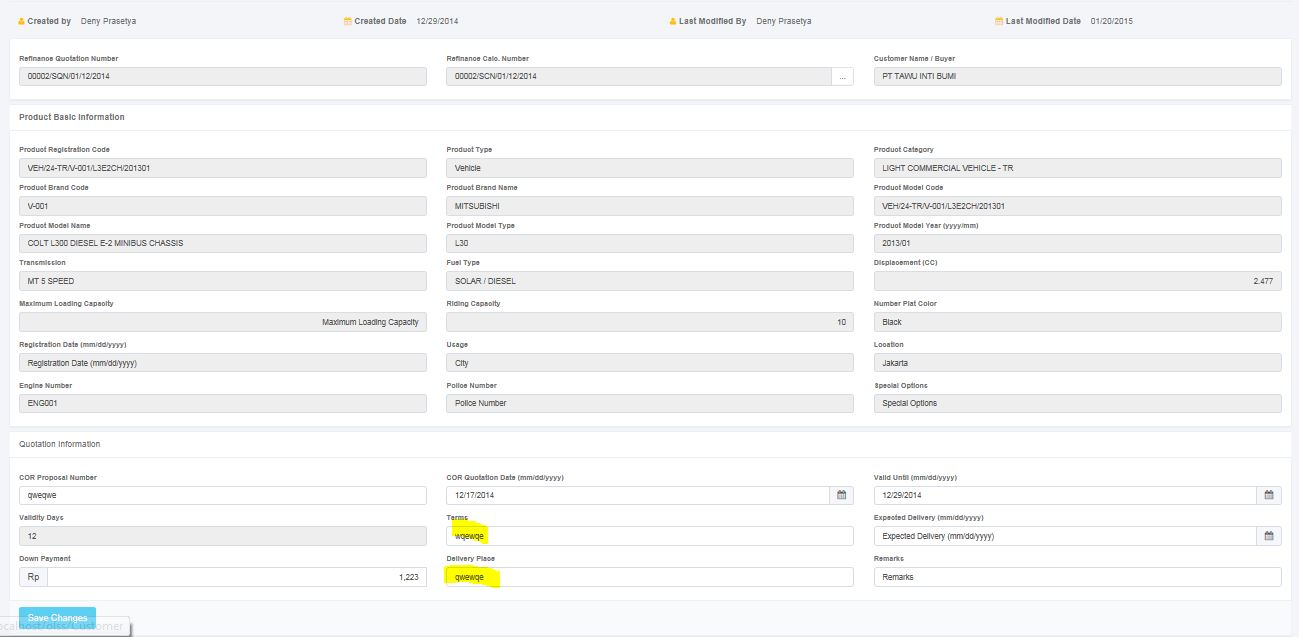 Created by Deny Prasetya Created Date 12/29/2014 Last Modified By Deny Prasetya Last Modified Date 01/20/2015
Refinance Quotation Number Refinance Calc. Number Customer Name / Buyer
00002/SQN/01/12/2014 00002/SCN/01/12/2014 ... PT TAWU INTI BUMI
Product Basic Information
Product Registration Code Product Type Product Category
VEH/24-TR/V-001/L3E2CH/201301 Vehicle LIGHT COMMERCIAL VEHICLE - TR
Product Brand Code Product Brand Name Product Model Code
V-001 MITSUBISHI VEH/24-TR/V-001/L3E2CH/201301
Product Model Name Product Model Type Product Model Year (yyyy/mm)
COLT L300 DIESEL E-2 MINIBUS CHASSIS L30 2013/01
Transmission Fuel Type Displacement (CC)
MT 5 SPEED SOLAR / DIESEL 2.477
Maximum Loading Capacity Riding Capacity Number Plat Color
Maximum Loading Capacity 10 Black
Registration Date (mm/dd/yyyy) Usage Location
Registration Date (mm/dd/yyyy) City Jakarta
Engine Number Police Number Special Options
ENG001 Police Number Special Options
Quotation Information
COR Proposal Number COR Quotation Date (mm/dd/yyyy) Valid Until (mm/dd/yyyy)
qweqwe 12/17/2014 12/29/2014
Validity Days Terms Expected Delivery (mm/dd/yyyy)
12 wqewqe Expected Delivery (mm/dd/yyyy)
Down Payment Delivery Place Remarks
Rp 1,223 qwewqe Remarks
Save Changes
ocalhost/olss/Customer